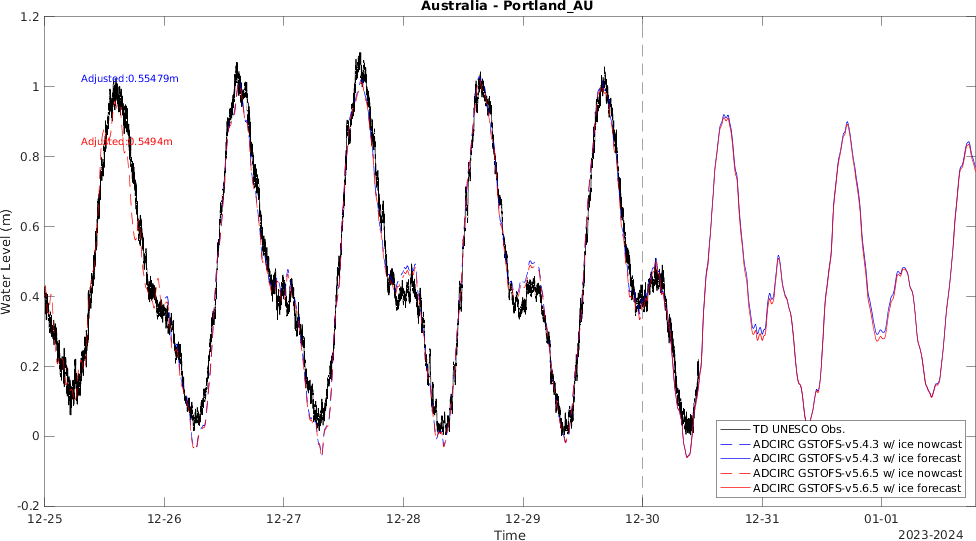 Australia - Portland_AU
1.2
1
0.8
0.6
0.4
0.2
0
-0.2
Water Level (m)
Adjusted:0.55479m
Adjusted:0.5494m
TD UNESCO Obs.
ADCIRC GSTOFS-v5.4.3 w/ ice nowcast
ADCIRC GSTOFS-v5.4.3 w/ ice forecast
ADCIRC GSTOFS-v5.6.5 w/ ice nowcast
ADCIRC GSTOFS-v5.6.5 w/ ice forecast
12-25 12-26 12-27 12-28 12-29 12-30 12-31 01-01
Time
2023-2024